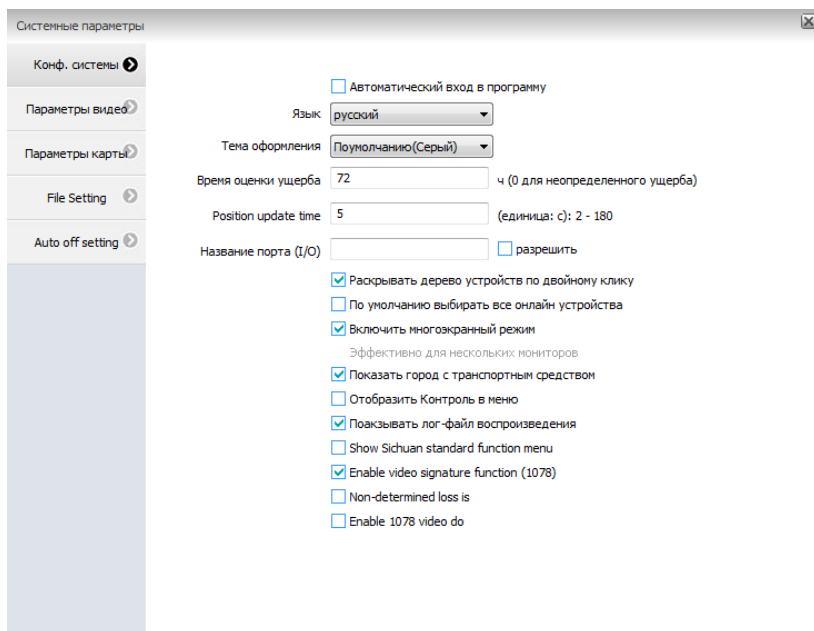 Системные параметры
Конф. системы
Параметры видео
Параметры карты
File Setting
Auto off setting
Автоматический вход в программу
Язык русский
Тема оформления Поумолчанию(Серый)
Время оценки ущерба 72 ч (0 для неопределенного ущерба)
Position update time 5 (единица: с): 2 - 180
Название порта (I/O) разрешить
Раскрывать дерево устройств по двойному клику
По умолчанию выбирать все онлайн устройства
Включить многоэкранный режим
Эффективно для нескольких мониторов
Показать город с транспортным средством
Отобразить Контроль в меню
Поакзывать лог-файл воспроизведения
Show Sichuan standard function menu
Enable video signature function (1078)
Non-determined loss is
Enable 1078 video do